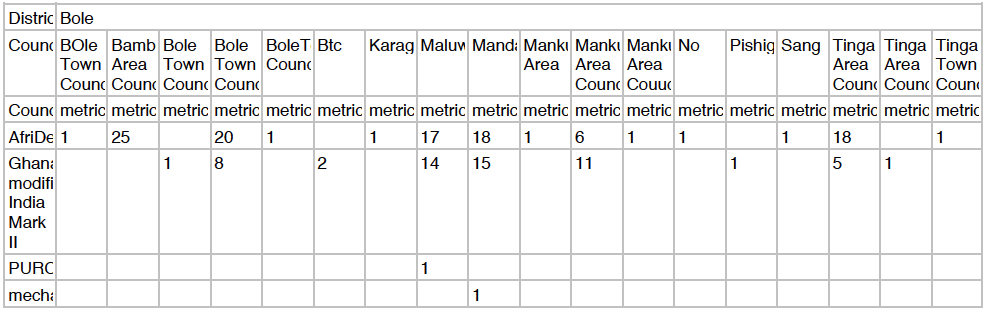 Distric Bole
Counc BOle Bamb Bole Bole BoleT Btc Karag Maluw Manda Manku Manku Manku No Pishig Sang Tinga Tinga Tinga
Town Area Town Town Counc Area Area Area Area Area Town
Counc Counc Counc Counc Counc Couuc Counc Counc Counc
Counc metric metric metric metric metric metric metric metric metric metric metric metric metric metric metric metric metric metric
AfriDe 1 25 20 1 1 17 18 1 6 1 1 1 18 1
Ghana 1 8 2 14 15 11 1 5 1
modifi
India
Mark
II
PURC 1
mecha 1